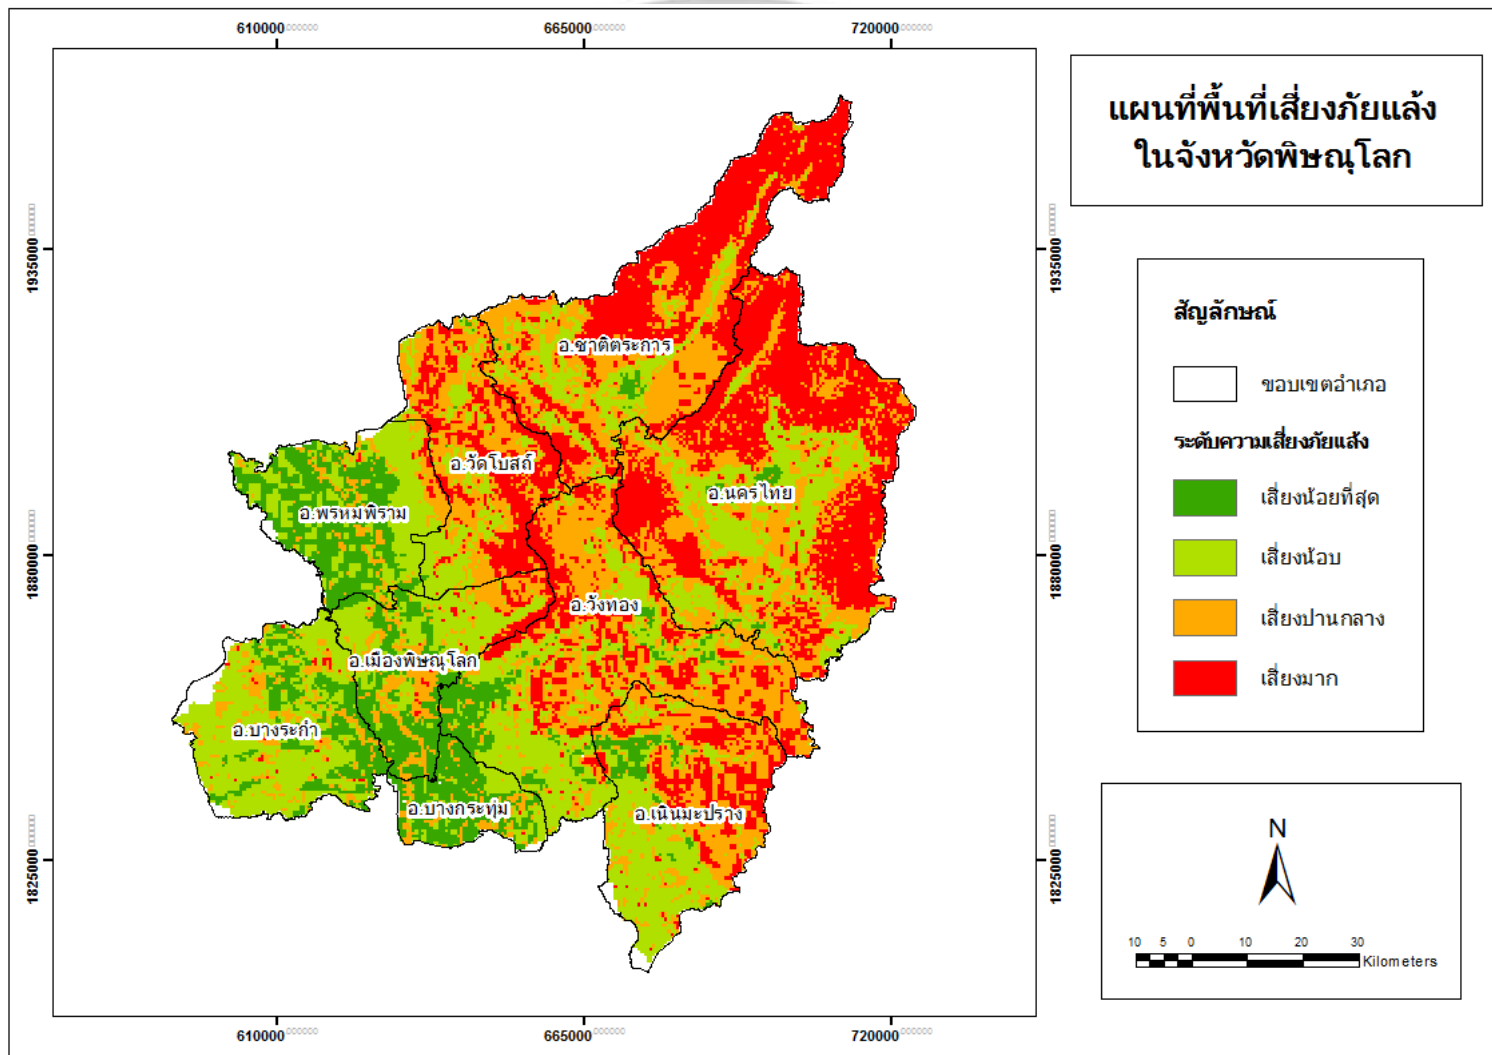 610000
665000
720000
แผนที่พื้นที่เสี่ยงภัยแล้ง
ในจังหวัดพิษณุโลก
1935000
1935000
สัญลักษณ์
ขอบเขตอำเภอ
ระดับความเสี่ยงภัยแล้ง
เสี่ยงน้อยที่สุด
เสี่ยงน้อบ
เสี่ยงปานกลาง
เสี่ยงมาก
อ.ชาติตระการ
อ.วัดโบสถ์
อ.นครไทย
อ.พรหมพิราม
1880000
1880000
อ.วังทอง
อ.เมืองพิษณุโลก
อ.บางระกำ
อ.บางกระทุ่ม
อ.เนินมะปราง
1825000
1825000
N
10 5 0 10 20 30
Kilometers
610000
665000
720000